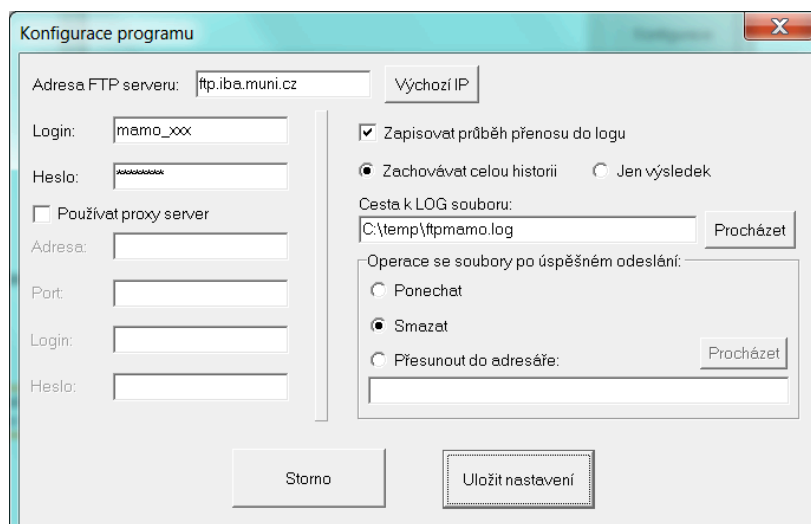 Konfigurace programu
Adresa FTP serveru: ftp.iba.muni.cz Výchozí IP
Login: mamo_xxx
Heslo: ********
Používat proxy server
Adresa:
Port:
Login:
Heslo:
Zapisovat průběh přenosu do logu
Zachovávat celou historii Jen výsledek
Cesta k LOG souboru:
C:\temp\ftpmamo.log Procházet
Operace se soubory po úspěšném odeslání:
Ponechat
Smazat
Přesunout do adresáře: Procházet
Storno Uložit nastavení